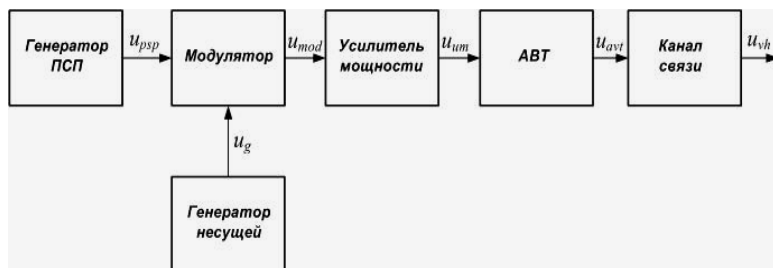 Генератор ПСП
u_psp
Модулятор
u_mod
Усилитель мощности
u_um
АВТ
u_avt
Канал связи
u_vh
u_g
Генератор несущей